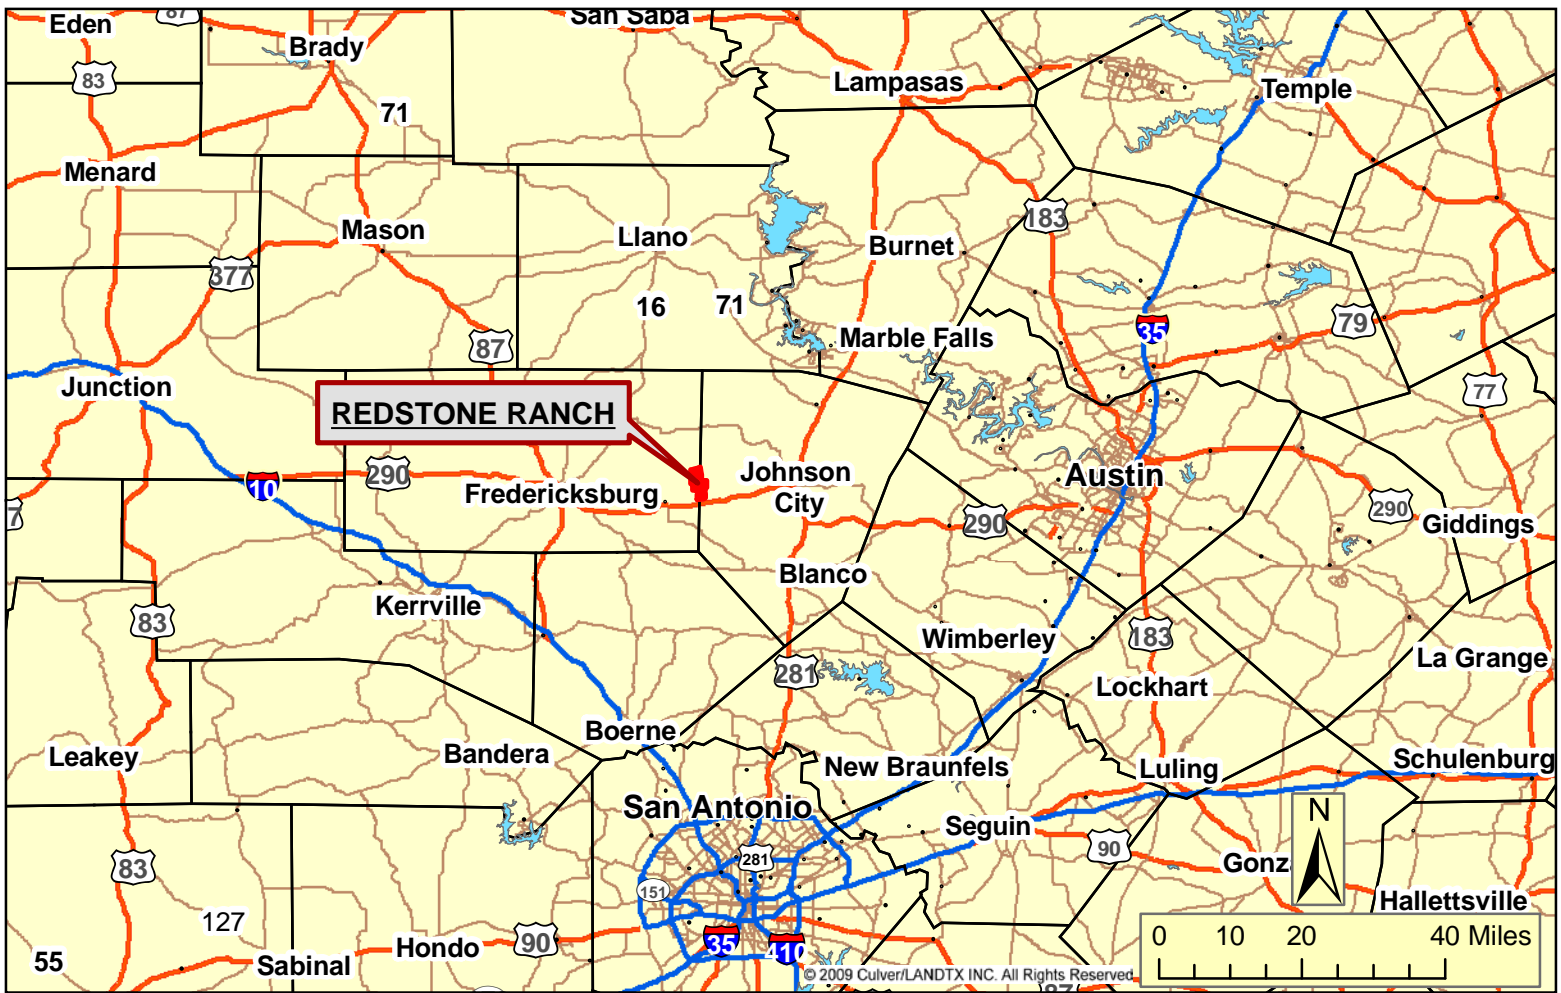 Eden
87
San Saba
Brady
83
Lampasas
Temple
71
Menard
183
Mason
Llano
Burnet
377
16
71
79
35
87
Marble Falls
Junction
77
REDSTONE RANCH
290
10
Fredericksburg
Johnson
City
Austin
290
290
7
Giddings
Blanco
Kerrville
83
Wimberley
183
La Grange
281
Lockhart
Boerne
Leakey
Bandera
New Braunfels
Luling
Schulenburg
San Antonio
Seguin
N
281
90
83
151
Hallettsville
127
Hondo
90
35
410
0 10 20 40 Miles
55
Sabinal
© 2009 Culver/LANDTX INC. All Rights Reserved
87